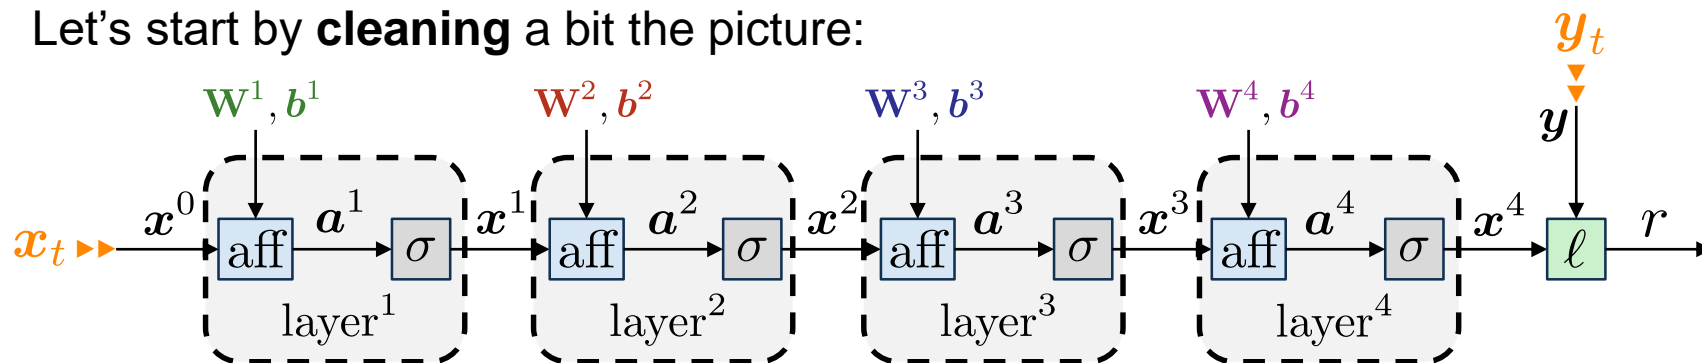 Let's start by cleaning a bit the picture:
y_t
W^1, b^1 W^2, b^2 W^3, b^3 W^4, b^4
y
x_t x^0 aff a^1 σ x^1 aff a^2 σ x^2 aff a^3 σ x^3 aff a^4 σ x^4 ℓ r
layer^1 layer^2 layer^3 layer^4